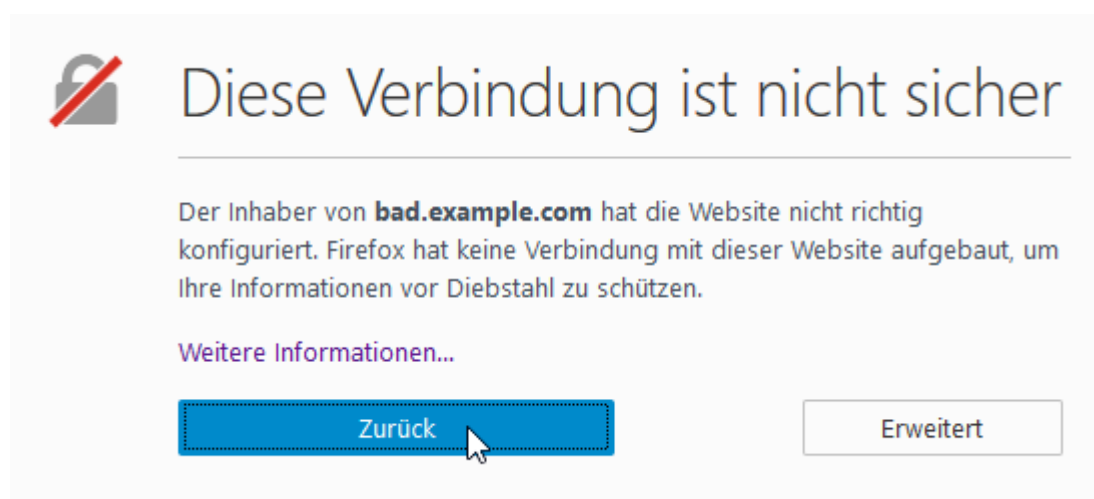 Diese Verbindung ist nicht sicher
Der Inhaber von bad.example.com hat die Website nicht richtig
konfiguriert. Firefox hat keine Verbindung mit dieser Website aufgebaut, um
Ihre Informationen vor Diebstahl zu schützen.
Weitere Informationen...
Zurück
Erweitert